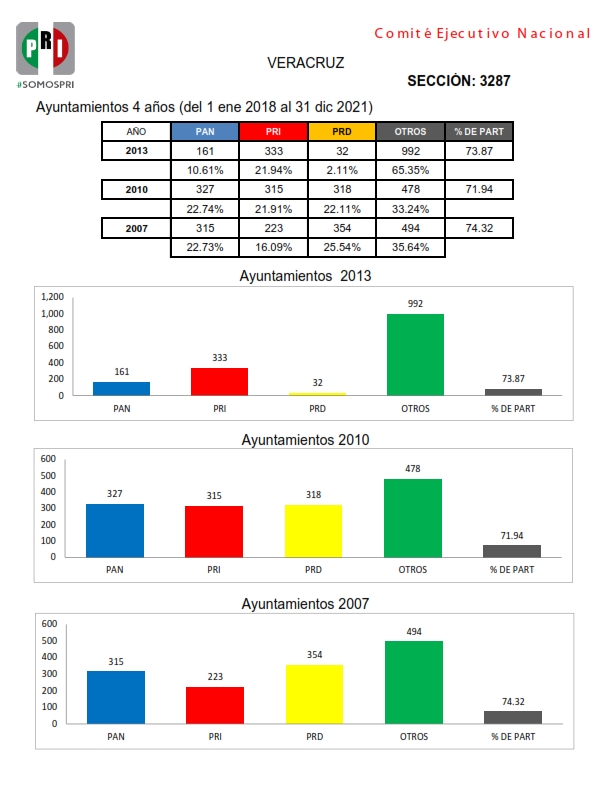 Comité Ejecutivo Nacional
PRI
#SOMOSPRI
VERACRUZ
SECCIÓN: 3287
Ayuntamientos 4 años (del 1 ene 2018 al 31 dic 2021)
AÑO PAN PRI PRD OTROS % DE PART
2013 161 333 32 992 73.87
10.61% 21.94% 2.11% 65.35%
2010 327 315 318 478 71.94
22.74% 21.91% 22.11% 33.24%
2007 315 223 354 494 74.32
22.73% 16.09% 25.54% 35.64%
Ayuntamientos 2013
1,200
1,000
800
600
400
200
0
161 333 32 992 73.87
PAN PRI PRD OTROS % DE PART
Ayuntamientos 2010
600
500
400
300
200
100
0
327 315 318 478 71.94
PAN PRI PRD OTROS % DE PART
Ayuntamientos 2007
600
500
400
300
200
100
0
315 223 354 494 74.32
PAN PRI PRD OTROS % DE PART